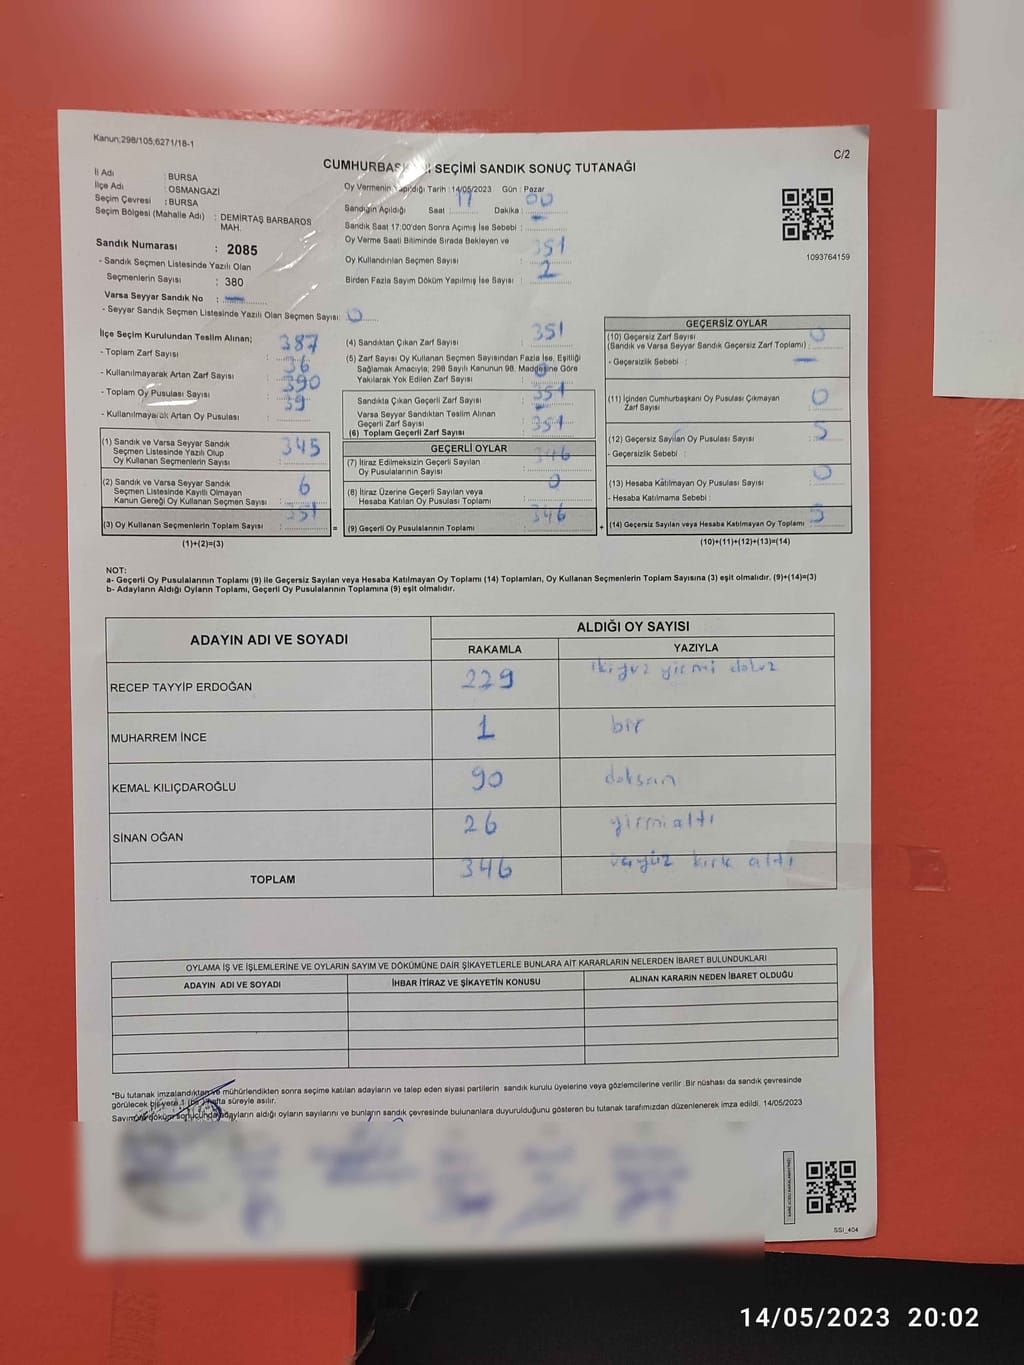 Kanun;298/105;6271/18-1
C/2
CUMHURBAŞ SEÇİMİ SANDIK SONUÇ TUTANAĞI
İl Adı : BURSA
İlçe Adı : OSMANGAZİ
Seçim Çevresi : BURSA
Seçim Bölgesi (Mahalle Adı) : DEMİRTAŞ BARBAROS MAH.
Sandık Numarası : 2085
- Sandık Seçmen Listesinde Yazılı Olan
Seçmenlerin Sayısı : 380
Varsa Seyyar Sandık No :
- Seyyar Sandık Seçmen Listesinde Yazılı Olan Seçmen Sayısı: 0
Oy Vermenin Yapıldığı Tarih : 14/05/2023 Gün : Pazar
Sandığın Açıldığı Saat 17 Dakika : 00
Sandık Saat 17:00'den Sonra Açımış İse Sebebi : -
Oy Verme Saati Bitiminde Sırada Bekleyen ve
Oy Kullandırılan Seçmen Sayısı : 351
Birden Fazla Sayım Döküm Yapılmış İse Sayısı : 2
1093764159
İlçe Seçim Kurulundan Teslim Alınan;
- Toplam Zarf Sayısı : 387
- Kullanılmayarak Artan Zarf Sayısı : 36
- Toplam Oy Pusulası Sayısı : 390
- Kullanılmayarak Artan Oy Pusulası : 39
(1) Sandık ve Varsa Seyyar Sandık
Seçmen Listesinde Yazılı Olup
Oy Kullanan Seçmenlerin Sayısı : 345
(2) Sandık ve Varsa Seyyar Sandık
Seçmen Listesinde Kayıtlı Olmayan
Kanun Gereği Oy Kullanan Seçmen Sayısı : 6
(3) Oy Kullanan Seçmenlerin Toplam Sayısı : 351
(1)+(2)=(3)
(4) Sandıktan Çıkan Zarf Sayısı : 351
(5) Zarf Sayısı Oy Kullanan Seçmen Sayısından Fazla İse, Eşitliği
Sağlamak Amacıyla, 298 Sayılı Kanunun 98. Maddesine Göre
Yakılarak Yok Edilen Zarf Sayısı : 0
Sandıkta Çıkan Geçerli Zarf Sayısı : 351
Varsa Seyyar Sandıktan Teslim Alınan
Geçerli Zarf Sayısı : -
(6) Toplam Geçerli Zarf Sayısı : 351
GEÇERLİ OYLAR
(7) İtiraz Edilmeksizin Geçerli Sayılan
Oy Pusulalarının Sayısı : 346
(8) İtiraz Üzerine Geçerli Sayılan veya
Hesaba Katılan Oy Pusulası Toplamı : 0
= (9) Geçerli Oy Pusulalarının Toplamı : 346
GEÇERSİZ OYLAR
(10) Geçersiz Zarf Sayısı
(Sandık ve Varsa Seyyar Sandık Geçersiz Zarf Toplamı) : 0
- Geçersizlik Sebebi : -
(11) İçinden Cumhurbaşkanı Oy Pusulası Çıkmayan
Zarf Sayısı : 0
(12) Geçersiz Sayılan Oy Pusulası Sayısı : 5
- Geçersizlik Sebebi :
(13) Hesaba Katılmayan Oy Pusulası Sayısı : 0
- Hesaba Katılmama Sebebi :
+ (14) Geçersiz Sayılan veya Hesaba Katılmayan Oy Toplamı : 5
(10)+(11)+(12)+(13)=(14)
NOT:
a- Geçerli Oy Pusulalarının Toplamı (9) ile Geçersiz Sayılan veya Hesaba Katılmayan Oy Toplamı (14) Toplamları, Oy Kullanan Seçmenlerin Toplam Sayısına (3) eşit olmalıdır. (9)+(14)=(3)
b- Adayların Aldığı Oyların Toplamı, Geçerli Oy Pusulalarının Toplamına (9) eşit olmalıdır.
ADAYIN ADI VE SOYADI ALDIĞI OY SAYISI
RAKAMLA YAZIYLA
RECEP TAYYİP ERDOĞAN 229 ikiyüz yirmi dokuz
MUHARREM İNCE 1 bir
KEMAL KILIÇDAROĞLU 90 doksan
SİNAN OĞAN 26 yirmialtı
TOPLAM 346 üçyüz kırk altı
OYLAMA İŞ VE İŞLEMLERİNE VE OYLARIN SAYIM VE DÖKÜMÜNE DAİR ŞİKAYETLERLE BUNLARA AİT KARARLARIN NELERDEN İBARET BULUNDUKLARI
ADAYIN ADI VE SOYADI İHBAR İTİRAZ VE ŞİKAYETİN KONUSU ALINAN KARARIN NEDEN İBARET OLDUĞU
*Bu tutanak imzalandıktan ve mühürlendikten sonra seçime katılan adayların ve talep eden siyasi partilerin sandık kurulu üyelerine veya gözlemcilerine verilir .Bir nüshası da sandık çevresinde
görülecek bir yere 1 (bir) hafta süreyle asılır.
Sayım ve döküm sonucunda adayların aldığı oyların sayılarını ve bunların sandık çevresinde bulunanlara duyurulduğunu gösteren bu tutanak tarafımızdan düzenlenerek imza edildi. 14/05/2023
SSI_404
14/05/2023 20:02